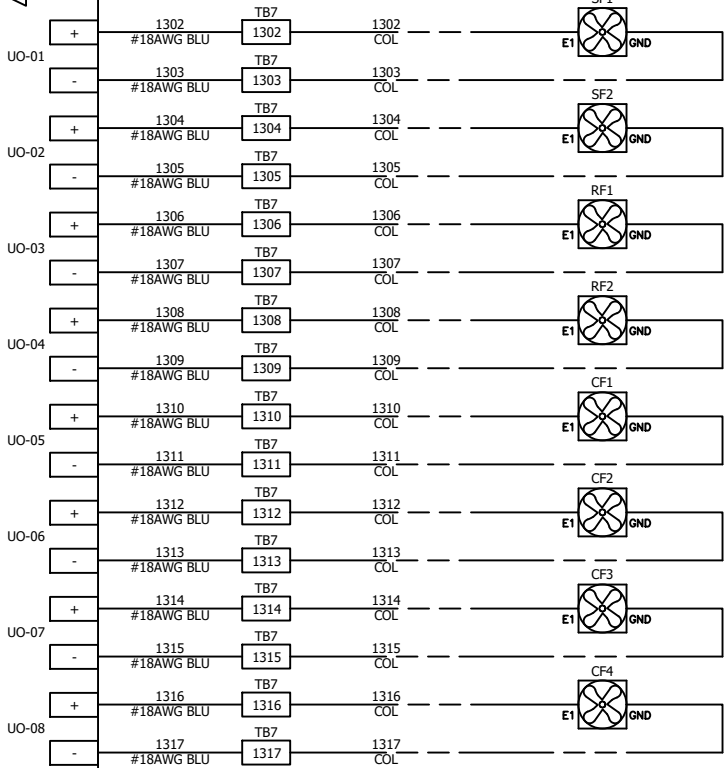 SF1
+ 1302 #18AWG BLU TB7 1302 1302 COL E1 GND
UO-01
- 1303 #18AWG BLU TB7 1303 1303 COL
SF2
+ 1304 #18AWG BLU TB7 1304 1304 COL E1 GND
UO-02
- 1305 #18AWG BLU TB7 1305 1305 COL
RF1
+ 1306 #18AWG BLU TB7 1306 1306 COL E1 GND
UO-03
- 1307 #18AWG BLU TB7 1307 1307 COL
RF2
+ 1308 #18AWG BLU TB7 1308 1308 COL E1 GND
UO-04
- 1309 #18AWG BLU TB7 1309 1309 COL
CF1
+ 1310 #18AWG BLU TB7 1310 1310 COL E1 GND
UO-05
- 1311 #18AWG BLU TB7 1311 1311 COL
CF2
+ 1312 #18AWG BLU TB7 1312 1312 COL E1 GND
UO-06
- 1313 #18AWG BLU TB7 1313 1313 COL
CF3
+ 1314 #18AWG BLU TB7 1314 1314 COL E1 GND
UO-07
- 1315 #18AWG BLU TB7 1315 1315 COL
CF4
+ 1316 #18AWG BLU TB7 1316 1316 COL E1 GND
UO-08
- 1317 #18AWG BLU TB7 1317 1317 COL